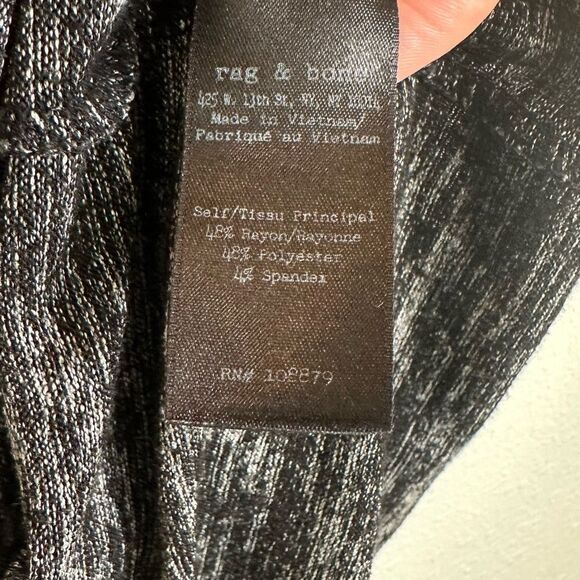 rag & bone
425 W. 13th St, NY, NY 10014
Made in Vietnam/
Fabriqué au Vietnam
Self/Tissu Principal
48% Rayon/Rayonne
48% Polyester
4% Spandex
RN# 108879